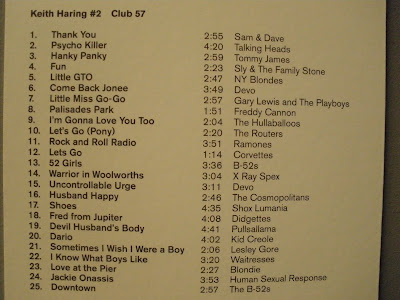 Keith Haring #2 Club 57
1. Thank You 2:55 Sam & Dave
2. Psycho Killer 4:20 Talking Heads
3. Hanky Panky 2:59 Tommy James
4. Fun 2:23 Sly & The Family Stone
5. Little GTO 2:47 NY Blondes
6. Come Back Jonee 3:49 Devo
7. Little Miss Go-Go 2:57 Gary Lewis and The Playboys
8. Palisades Park 1:51 Freddy Cannon
9. I'm Gonna Love You Too 2:04 The Hullaballoos
10. Let's Go (Pony) 2:20 The Routers
11. Rock and Roll Radio 3:51 Ramones
12. Lets Go 1:14 Corvettes
13. 52 Girls 3:36 B-52s
14. Warrior in Woolworths 3:04 X Ray Spex
15. Uncontrollable Urge 3:11 Devo
16. Husband Happy 2:46 The Cosmopolitans
17. Shoes 4:35 Shox Lumania
18. Fred from Jupiter 4:08 Didgettes
19. Devil Husband's Body 4:41 Pullsallama
20. Dario 4:02 Kid Creole
21. Sometimes I Wish I Were a Boy 2:06 Lesley Gore
22. I Know What Boys Like 3:20 Waitresses
23. Love at the Pier 2:27 Blondie
24. Jackie Onassis 3:53 Human Sexual Response
25. Downtown 2:57 The B-52s